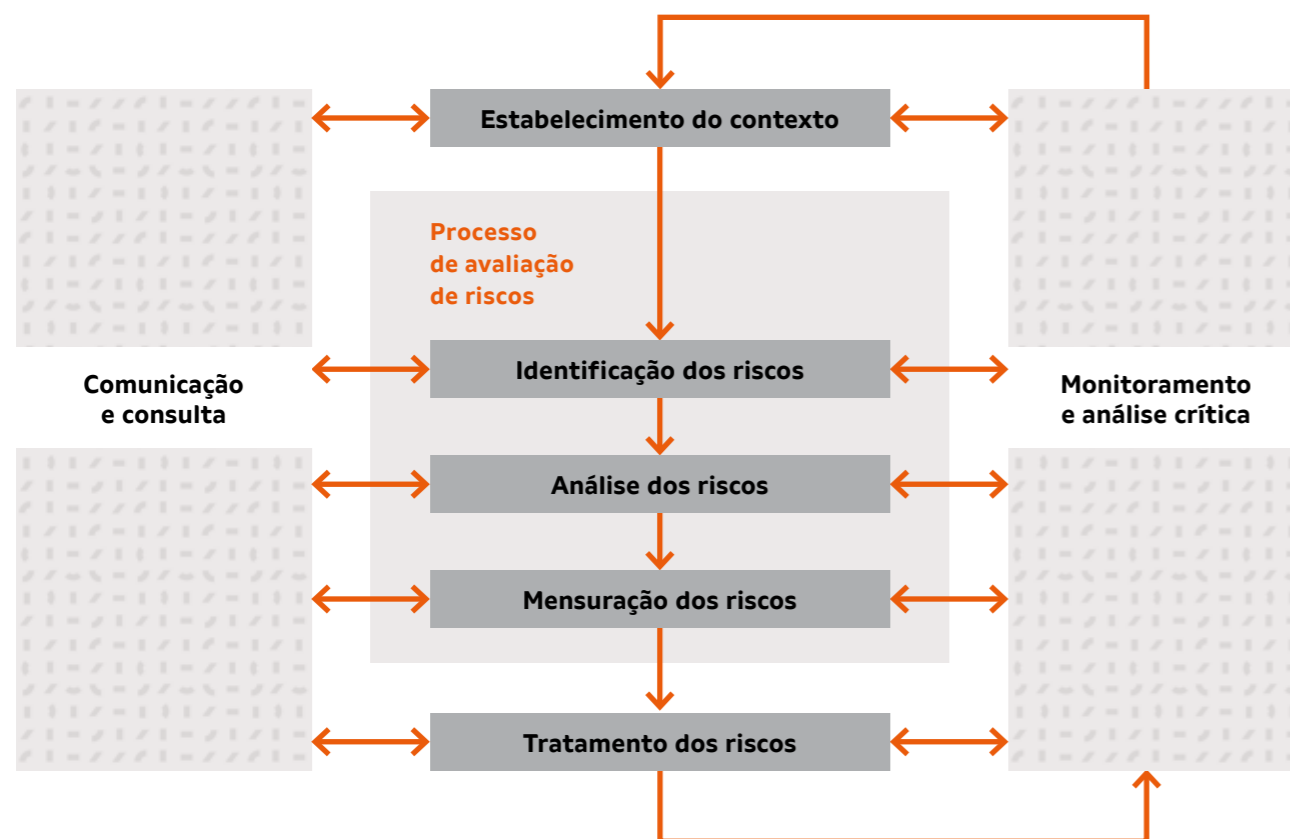 Estabelecimento do contexto
Processo
de avaliação
de riscos
Identificação dos riscos
Comunicação
e consulta
Monitoramento
e análise crítica
Análise dos riscos
Mensuração dos riscos
Tratamento dos riscos